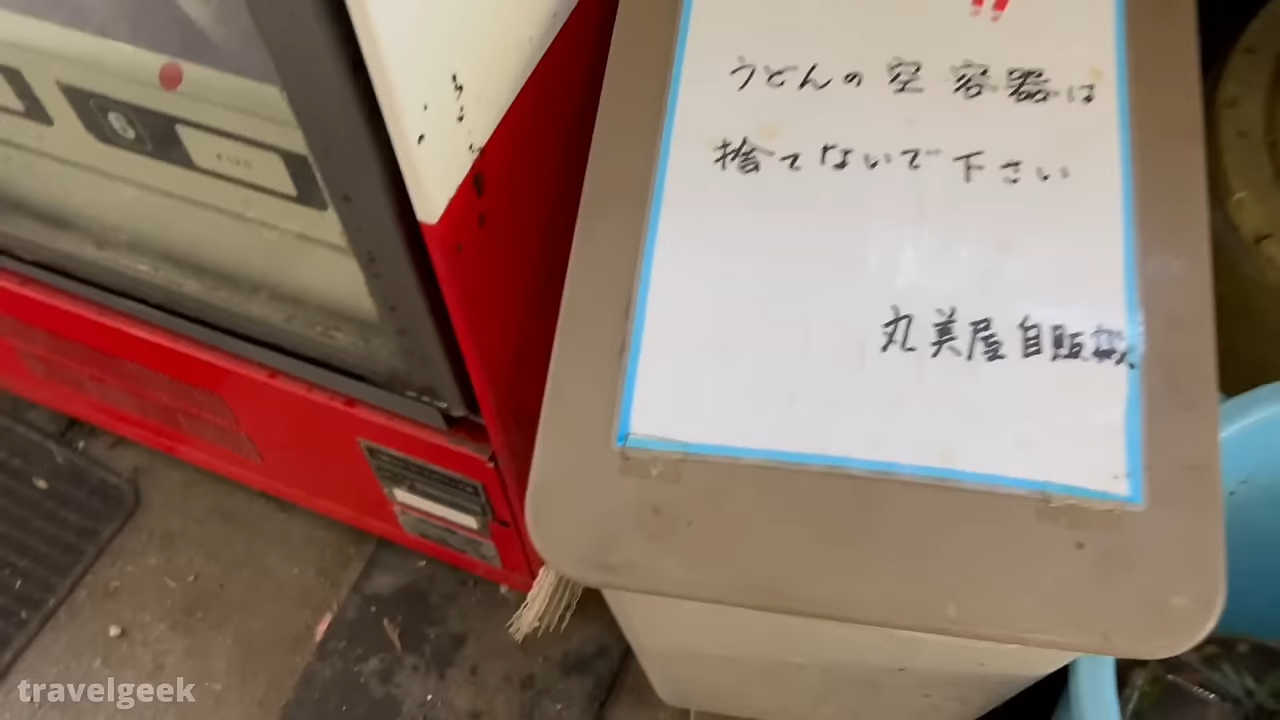 !!
うどんの空容器は
捨てないで下さい
丸美屋自販機
travelgeek